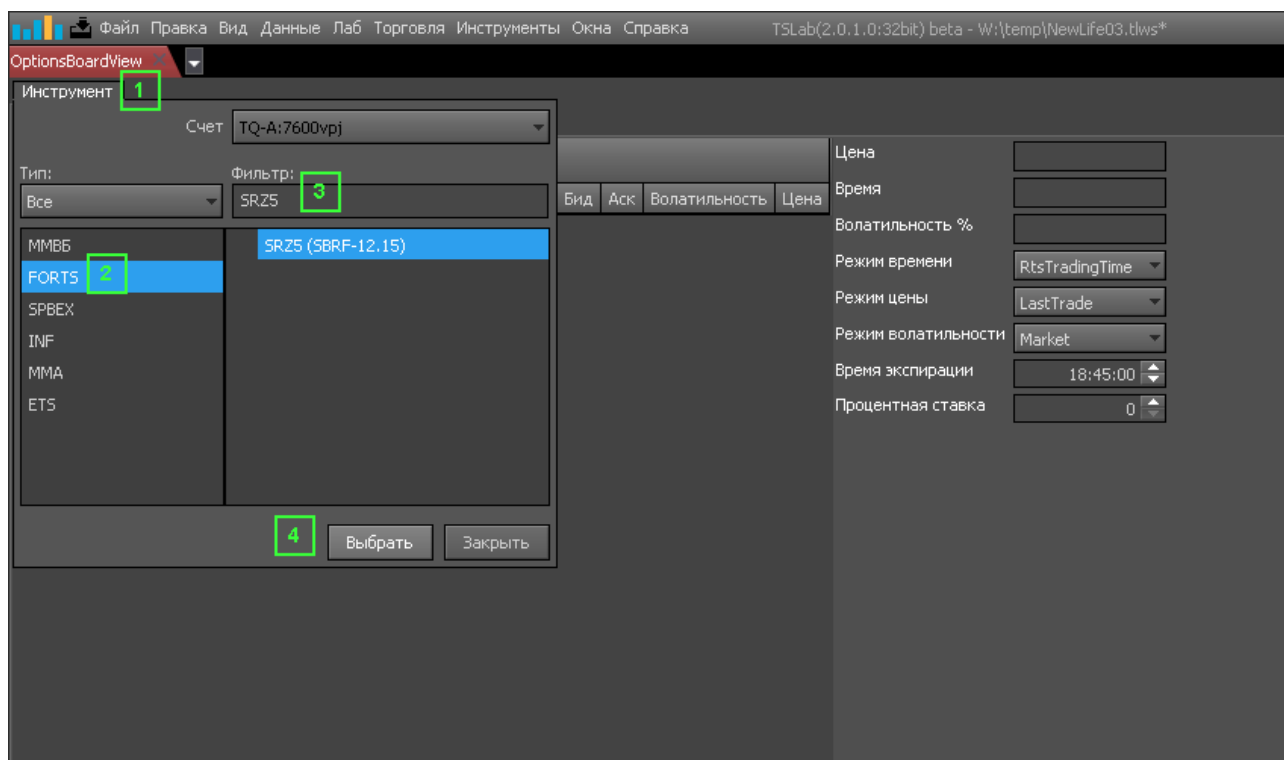 Файл Правка Вид Данные Лаб Торговля Инструменты Окна Справка TSLab(2.0.1.0:32bit) beta - W:\temp\NewLife03.tlws*
OptionsBoardView
Инструмент 1
Счет TQ-A:7600vpj
Тип: Фильтр:
Все SRZ5 3
ММВБ SRZ5 (SBRF-12.15)
FORTS 2
SPBEX
INF
MMA
ETS
4 Выбрать Закрыть
Бид Аск Волатильность Цена
Цена
Время
Волатильность %
Режим времени RtsTradingTime
Режим цены LastTrade
Режим волатильности Market
Время экспирации 18:45:00
Процентная ставка 0